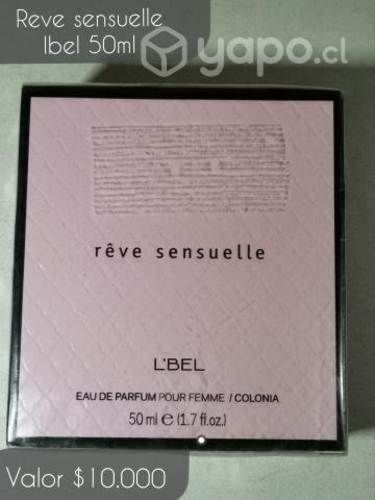 Reve sensuelle
lbel 50ml
yapo.cl
rêve sensuelle
L'BEL
EAU DE PARFUM POUR FEMME / COLONIA
50 ml e (1.7 fl.oz.)
Valor $10.000